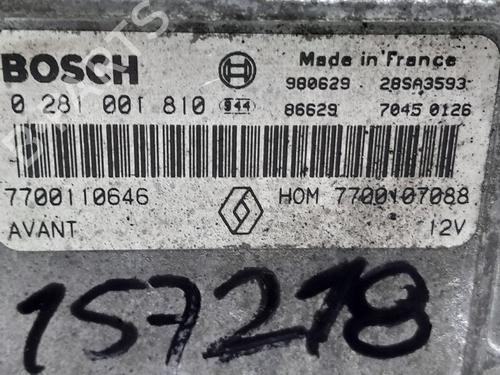 BOSCH
Made in France
980629 28SA3593
0 281 001 810 944 86629 7045 0126
7700110646 HOM 7700107088
AVANT 12V
157218